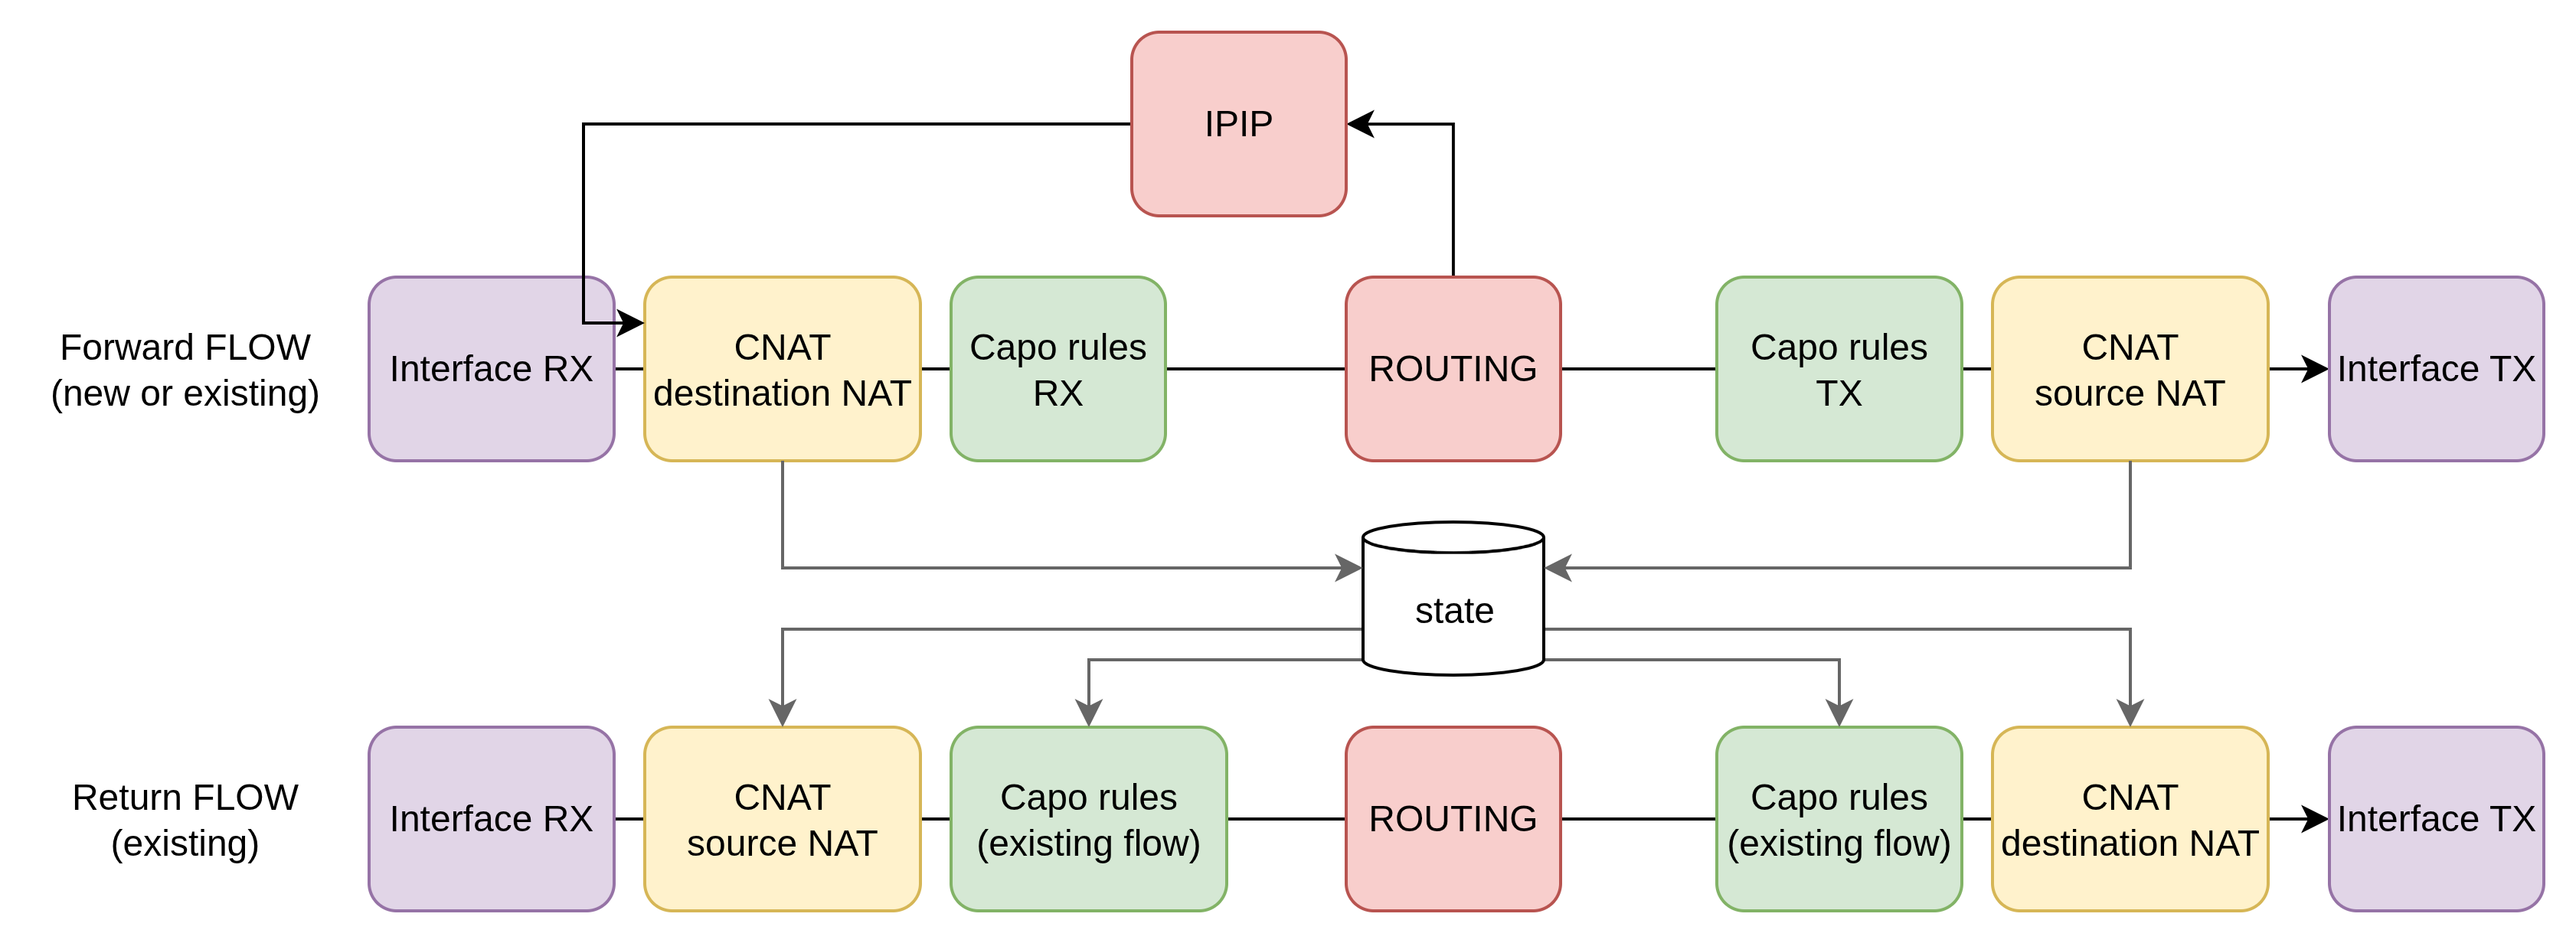 IPIP
Forward FLOW
(new or existing)
Interface RX
CNAT
destination NAT
Capo rules
RX
ROUTING
Capo rules
TX
CNAT
source NAT
Interface TX
state
Return FLOW
(existing)
Interface RX
CNAT
source NAT
Capo rules
(existing flow)
ROUTING
Capo rules
(existing flow)
CNAT
destination NAT
Interface TX